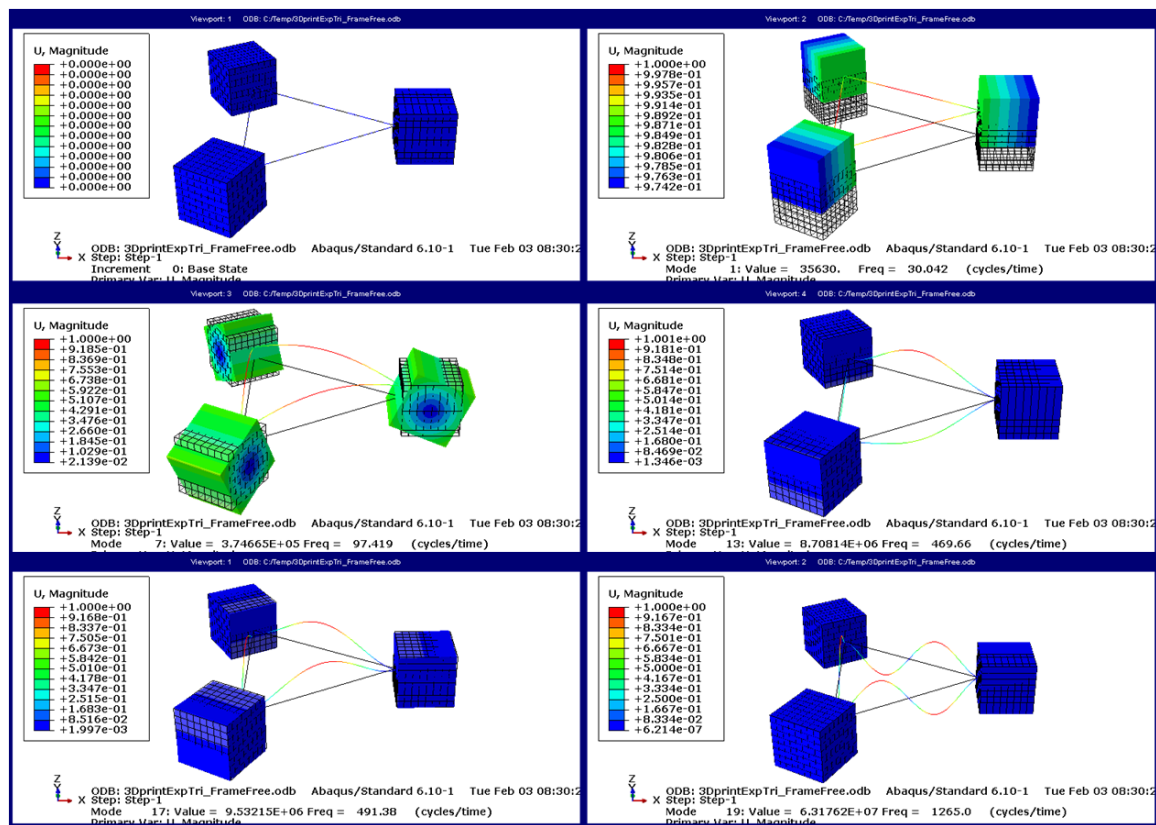 Viewport: 1 ODB: C:/Temp/3DprintExpTri_FrameFree.odb
U, Magnitude
+0.000e+00
+0.000e+00
+0.000e+00
+0.000e+00
+0.000e+00
+0.000e+00
+0.000e+00
+0.000e+00
+0.000e+00
+0.000e+00
+0.000e+00
+0.000e+00
+0.000e+00
Z
Y
X
ODB: 3DprintExpTri_FrameFree.odb Abaqus/Standard 6.10-1 Tue Feb 03 08:30:2
Step: Step-1
Increment 0: Base State
Primary Var: U, Magnitude
Viewport: 2 ODB: C:/Temp/3DprintExpTri_FrameFree.odb
U, Magnitude
+1.000e+00
+9.978e-01
+9.957e-01
+9.935e-01
+9.914e-01
+9.892e-01
+9.871e-01
+9.849e-01
+9.828e-01
+9.806e-01
+9.785e-01
+9.763e-01
+9.742e-01
Z
Y
X
ODB: 3DprintExpTri_FrameFree.odb Abaqus/Standard 6.10-1 Tue Feb 03 08:30:2
Step: Step-1
Mode 1: Value = 35630. Freq = 30.042 (cycles/time)
Primary Var: U, Magnitude
Viewport: 3 ODB: C:/Temp/3DprintExpTri_FrameFree.odb
U, Magnitude
+1.000e+00
+9.185e-01
+8.369e-01
+7.553e-01
+6.738e-01
+5.922e-01
+5.107e-01
+4.291e-01
+3.476e-01
+2.660e-01
+1.845e-01
+1.029e-01
+2.139e-02
Z
Y
X
ODB: 3DprintExpTri_FrameFree.odb Abaqus/Standard 6.10-1 Tue Feb 03 08:30:2
Step: Step-1
Mode 7: Value = 3.74665E+05 Freq = 97.419 (cycles/time)
Viewport: 4 ODB: C:/Temp/3DprintExpTri_FrameFree.odb
U, Magnitude
+1.001e+00
+9.181e-01
+8.348e-01
+7.514e-01
+6.681e-01
+5.847e-01
+5.014e-01
+4.181e-01
+3.347e-01
+2.514e-01
+1.680e-01
+8.469e-02
+1.346e-03
Z
Y
X
ODB: 3DprintExpTri_FrameFree.odb Abaqus/Standard 6.10-1 Tue Feb 03 08:30:2
Step: Step-1
Mode 13: Value = 8.70814E+06 Freq = 469.66 (cycles/time)
Viewport: 1 ODB: C:/Temp/3DprintExpTri_FrameFree.odb
U, Magnitude
+1.000e+00
+9.168e-01
+8.337e-01
+7.505e-01
+6.673e-01
+5.842e-01
+5.010e-01
+4.178e-01
+3.347e-01
+2.515e-01
+1.683e-01
+8.516e-02
+1.997e-03
Z
Y
X
ODB: 3DprintExpTri_FrameFree.odb Abaqus/Standard 6.10-1 Tue Feb 03 08:30:2
Step: Step-1
Mode 17: Value = 9.53215E+06 Freq = 491.38 (cycles/time)
Primary Var: U, Magnitude
Viewport: 2 ODB: C:/Temp/3DprintExpTri_FrameFree.odb
U, Magnitude
+1.000e+00
+9.167e-01
+8.334e-01
+7.501e-01
+6.667e-01
+5.834e-01
+5.000e-01
+4.167e-01
+3.334e-01
+2.500e-01
+1.667e-01
+8.334e-02
+6.214e-07
Z
Y
X
ODB: 3DprintExpTri_FrameFree.odb Abaqus/Standard 6.10-1 Tue Feb 03 08:30:2
Step: Step-1
Mode 19: Value = 6.31762E+07 Freq = 1265.0 (cycles/time)
Primary Var: U, Magnitude